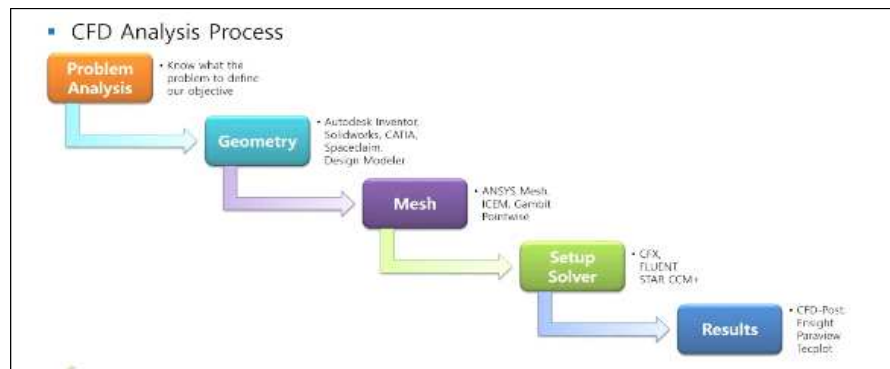 ▪ CFD Analysis Process
Problem
Analysis
• Know what the
problem to define
our objective
Geometry
• Autodesk Inventor,
Solidworks, CATIA,
Spaceclaim,
Design Modeler
Mesh
• ANSYS Mesh,
ICEM, Gambit
Pointwise
Setup
Solver
• CFX,
FLUENT,
STAR CCM+
Results
• CFD-Post,
Ensight
Paraview
Tecplot